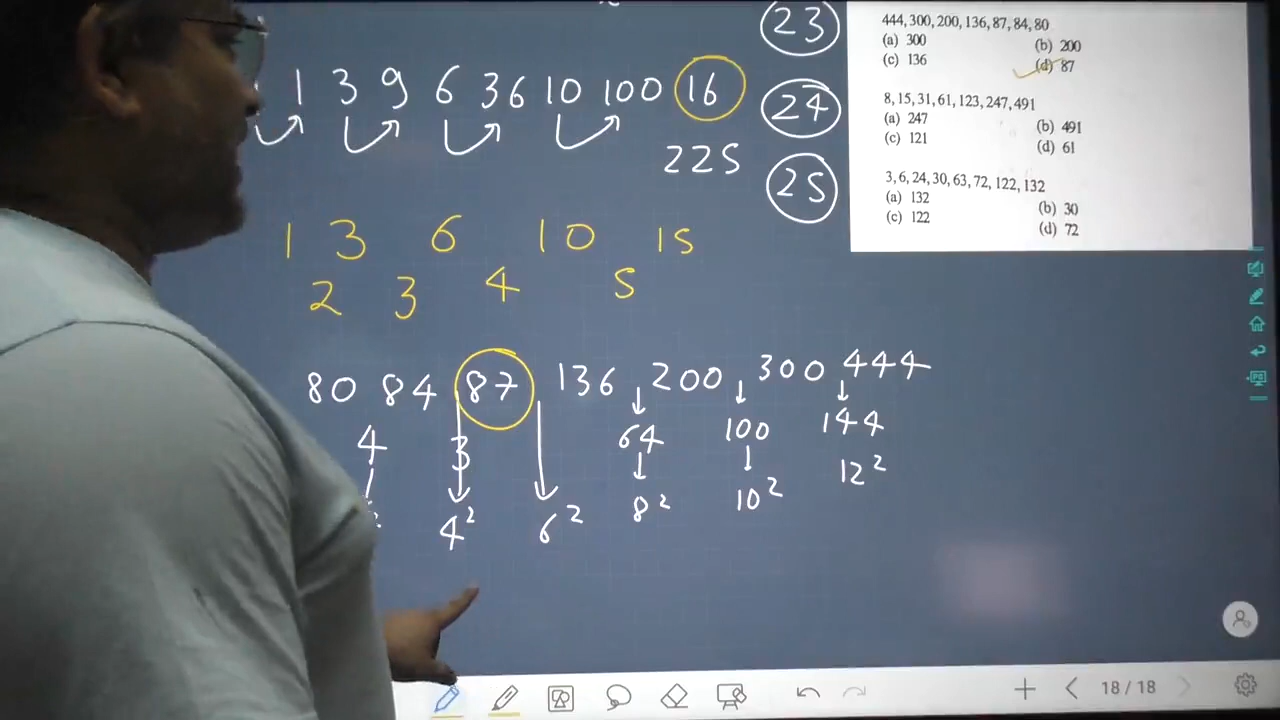 23
1 3 9 6 36 10 100 16
24
225
25
1 3 6 10 15
2 3 4 5
80 84 87 136 200 300 444
4 3 64 100 144
4² 6² 8² 10² 12²
444, 300, 200, 136, 87, 84, 80
(a) 300 (b) 200
(c) 136 (d) 87
8, 15, 31, 61, 123, 247, 491
(a) 247 (b) 491
(c) 121 (d) 61
3, 6, 24, 30, 63, 72, 122, 132
(a) 132 (b) 30
(c) 122 (d) 72
18 / 18